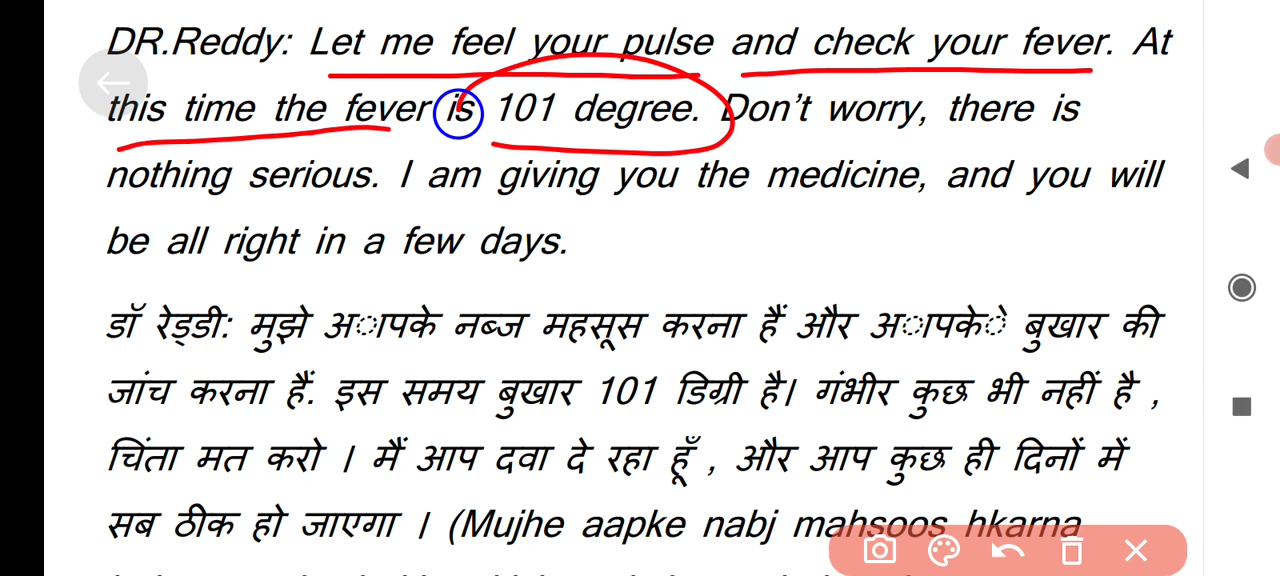 DR.Reddy: Let me feel your pulse and check your fever. At
this time the fever is 101 degree. Don't worry, there is
nothing serious. I am giving you the medicine, and you will
be all right in a few days.
डॉ रेड्डी: मुझे अापके नब्ज महसूस करना हैं और अापकेे बुखार की
जांच करना हैं. इस समय बुखार 101 डिग्री है। गंभीर कुछ भी नहीं है ,
चिंता मत करो । मैं आप दवा दे रहा हूँ , और आप कुछ ही दिनों में
सब ठीक हो जाएगा । (Mujhe aapke nabj mahsoos hkarna